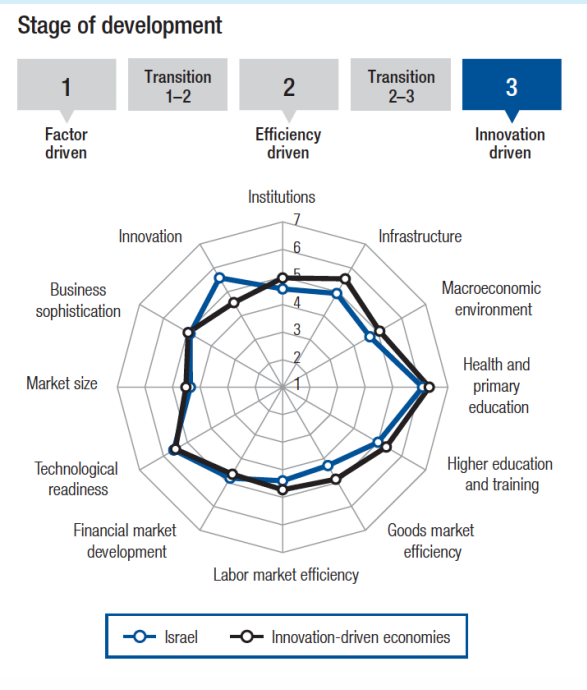 Stage of development
1
Transition
1–2
2
Transition
2–3
3
Factor
driven
Efficiency
driven
Innovation
driven
Institutions
Infrastructure
Macroeconomic
environment
Health and
primary
education
Higher education
and training
Goods market
efficiency
Labor market efficiency
Financial market
development
Technological
readiness
Market size
Business
sophistication
Innovation
7
6
5
4
3
2
1
Israel
Innovation-driven economies